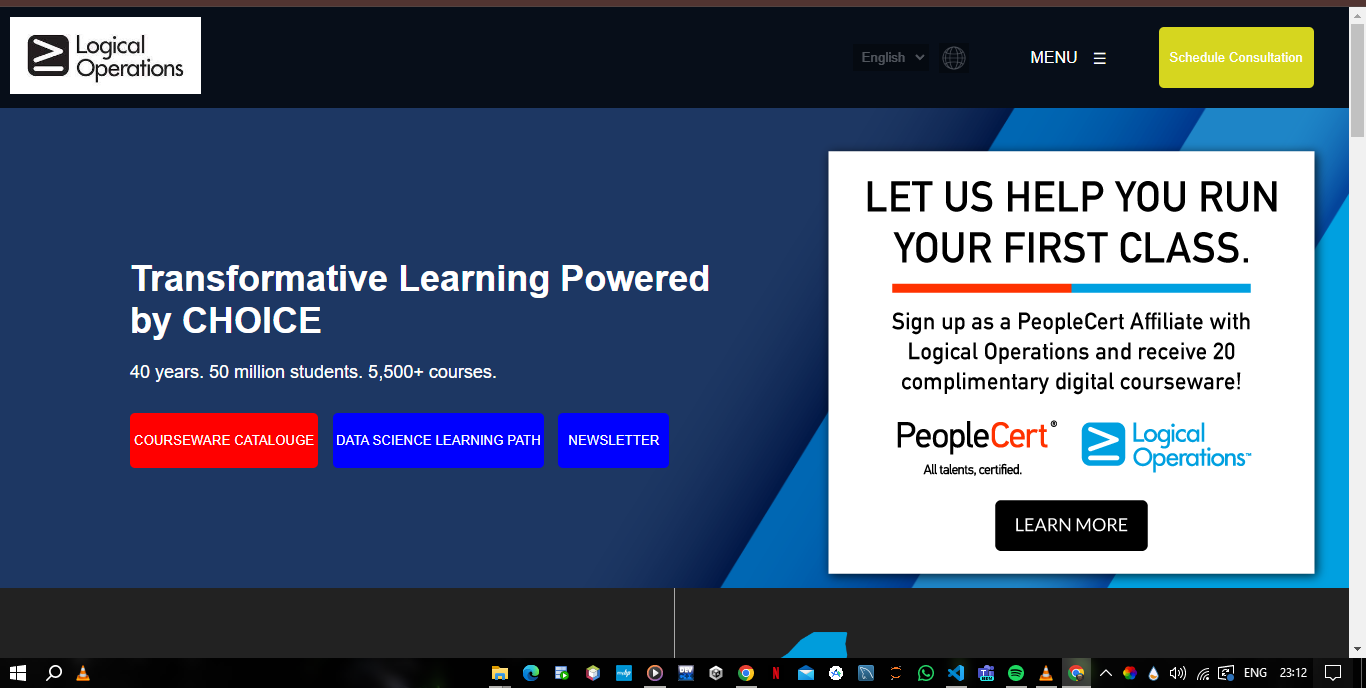 Logical
Operations
English
MENU
Schedule Consultation
Transformative Learning Powered
by CHOICE
40 years. 50 million students. 5,500+ courses.
COURSEWARE CATALOUGE
DATA SCIENCE LEARNING PATH
NEWSLETTER
LET US HELP YOU RUN
YOUR FIRST CLASS.
Sign up as a PeopleCert Affiliate with
Logical Operations and receive 20
complimentary digital courseware!
PeopleCert®
All talents, certified.
Logical
Operations™
LEARN MORE
ENG
23:12